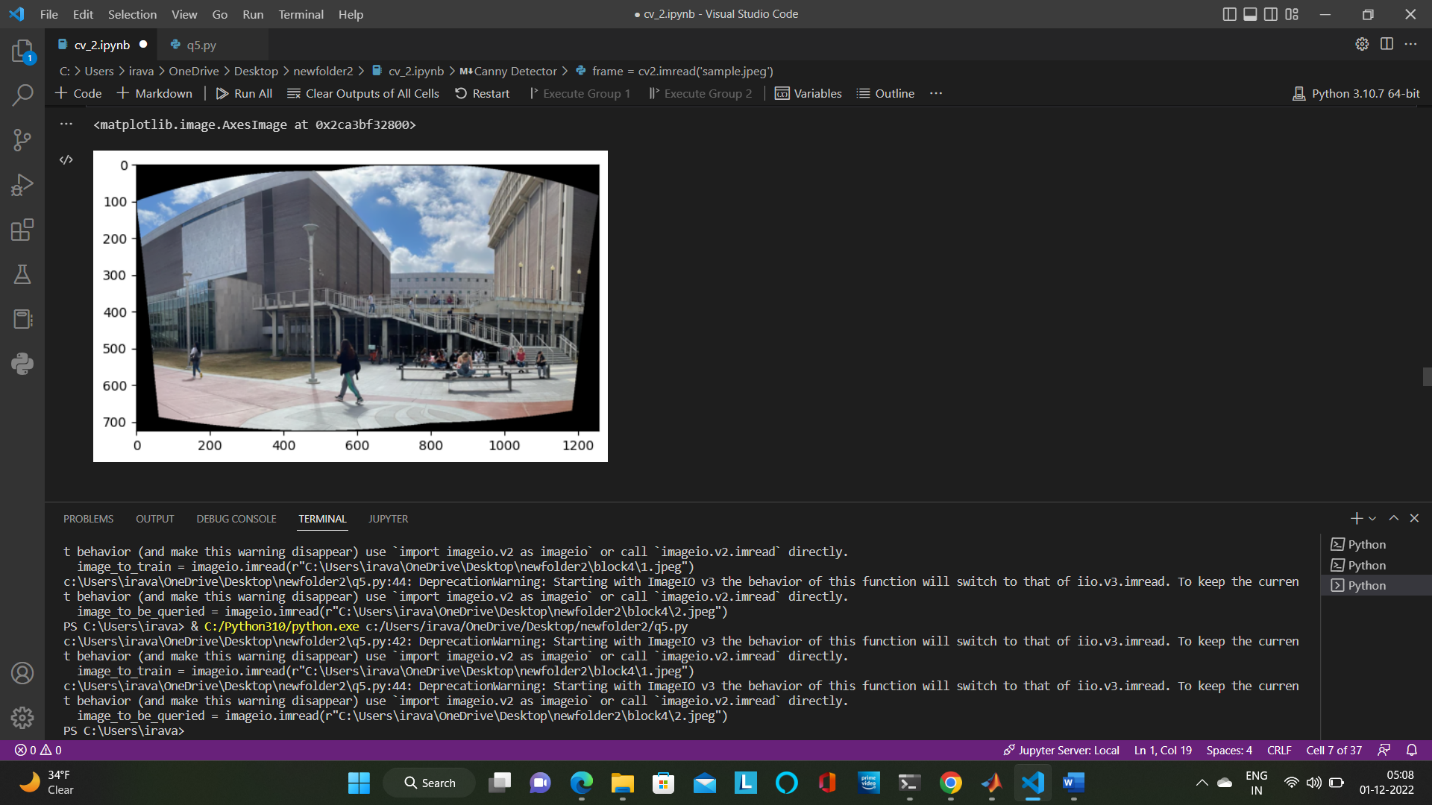 File Edit Selection View Go Run Terminal Help
● cv_2.ipynb - Visual Studio Code
cv_2.ipynb ●
q5.py
C: > Users > irava > OneDrive > Desktop > newfolder2 > cv_2.ipynb > M↓Canny Detector > frame = cv2.imread('sample.jpeg')
+ Code + Markdown | Run All Clear Outputs of All Cells Restart | Execute Group 1 Execute Group 2 | Variables Outline ···
Python 3.10.7 64-bit
··· <matplotlib.image.AxesImage at 0x2ca3bf32800>
0
100
200
300
400
500
600
700
0 200 400 600 800 1000 1200
PROBLEMS OUTPUT DEBUG CONSOLE TERMINAL JUPYTER
t behavior (and make this warning disappear) use `import imageio.v2 as imageio` or call `imageio.v2.imread` directly.
image_to_train = imageio.imread(r"C:\Users\irava\OneDrive\Desktop\newfolder2\block4\1.jpeg")
c:\Users\irava\OneDrive\Desktop\newfolder2\q5.py:44: DeprecationWarning: Starting with ImageIO v3 the behavior of this function will switch to that of iio.v3.imread. To keep the curren
t behavior (and make this warning disappear) use `import imageio.v2 as imageio` or call `imageio.v2.imread` directly.
image_to_be_queried = imageio.imread(r"C:\Users\irava\OneDrive\Desktop\newfolder2\block4\2.jpeg")
PS C:\Users\irava> & C:/Python310/python.exe c:/Users/irava/OneDrive/Desktop/newfolder2/q5.py
c:\Users\irava\OneDrive\Desktop\newfolder2\q5.py:42: DeprecationWarning: Starting with ImageIO v3 the behavior of this function will switch to that of iio.v3.imread. To keep the curren
t behavior (and make this warning disappear) use `import imageio.v2 as imageio` or call `imageio.v2.imread` directly.
image_to_train = imageio.imread(r"C:\Users\irava\OneDrive\Desktop\newfolder2\block4\1.jpeg")
c:\Users\irava\OneDrive\Desktop\newfolder2\q5.py:44: DeprecationWarning: Starting with ImageIO v3 the behavior of this function will switch to that of iio.v3.imread. To keep the curren
t behavior (and make this warning disappear) use `import imageio.v2 as imageio` or call `imageio.v2.imread` directly.
image_to_be_queried = imageio.imread(r"C:\Users\irava\OneDrive\Desktop\newfolder2\block4\2.jpeg")
PS C:\Users\irava>
Python
Python
Python
1
0 0
Jupyter Server: Local Ln 1, Col 19 Spaces: 4 CRLF Cell 7 of 37
34°F
Clear
Search
prime video
ENG
IN
05:08
01-12-2022